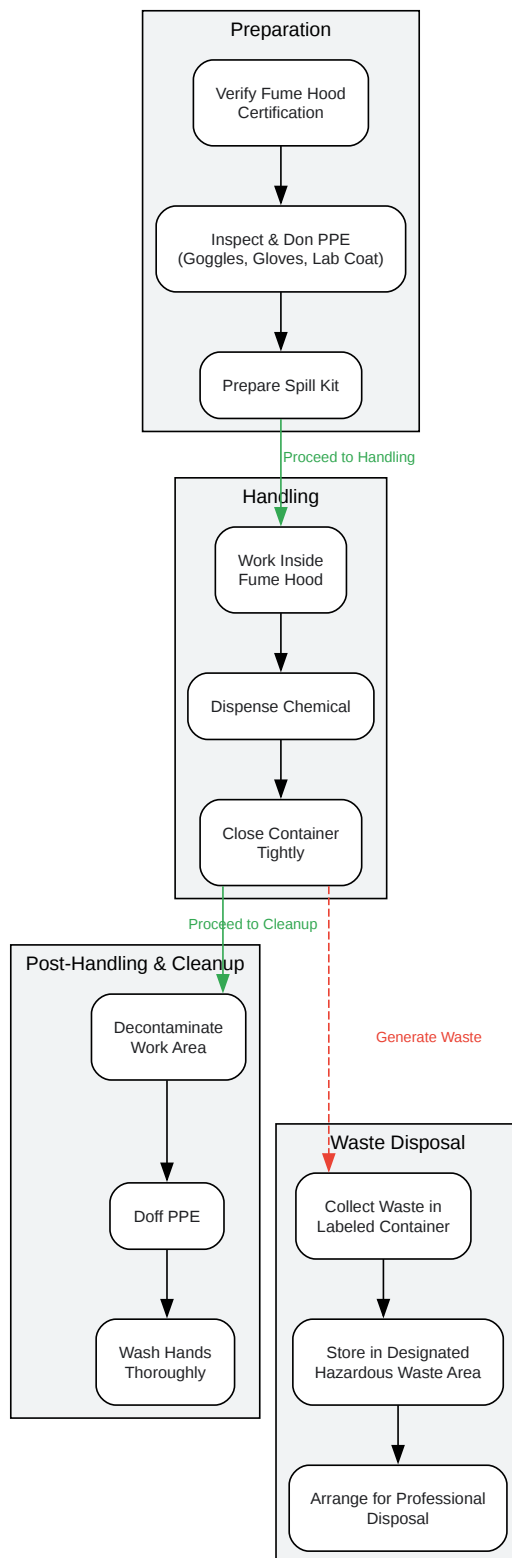 Preparation
Verify Fume Hood
Certification
Inspect & Don PPE
(Goggles, Gloves, Lab Coat)
Prepare Spill Kit
Proceed to Handling
Handling
Work Inside
Fume Hood
Dispense Chemical
Close Container
Tightly
Proceed to Cleanup
Post-Handling & Cleanup
Decontaminate
Work Area
Doff PPE
Wash Hands
Thoroughly
Generate Waste
Waste Disposal
Collect Waste in
Labeled Container
Store in Designated
Hazardous Waste Area
Arrange for Professional
Disposal